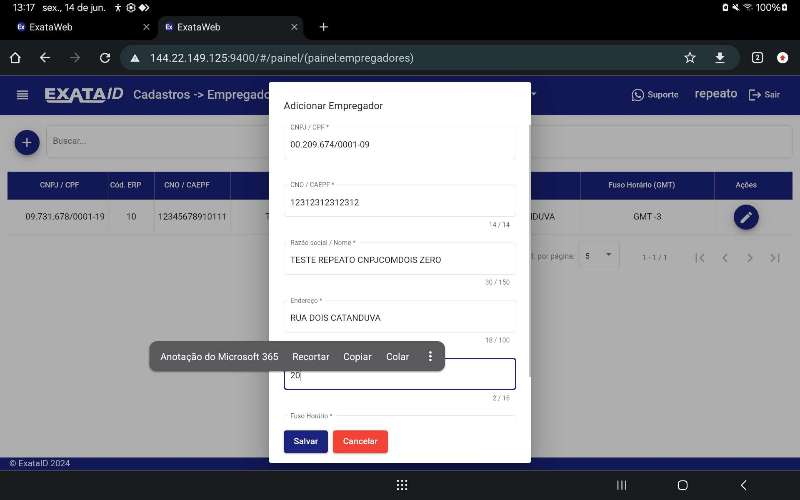 13:17 sex., 14 de jun.
100%
Ex ExataWeb
Ex ExataWeb
144.22.149.125:9400/#/painel/(painel:empregadores)
2
EXATAID Cadastros -> Empregado
Suporte
repeato
Sair
Buscar...
CNPJ / CPF Cód. ERP CNO / CAEPF Fuso Horário (GMT) Ações
09.731.678/0001-19 10 12345678910111 GMT -3
por página: 5 1 - 1 / 1
Adicionar Empregador
CNPJ / CPF *
00.209.674/0001-09
CNO / CAEPF *
12312312312312
14 / 14
Razão social / Nome *
TESTE REPEATO CNPJCOMDOIS ZERO
30 / 150
Endereço *
RUA DOIS CATANDUVA
18 / 100
Anotação do Microsoft 365 Recortar Copiar Colar
20
2 / 16
Fuso Horário *
Salvar Cancelar
© ExataID 2024